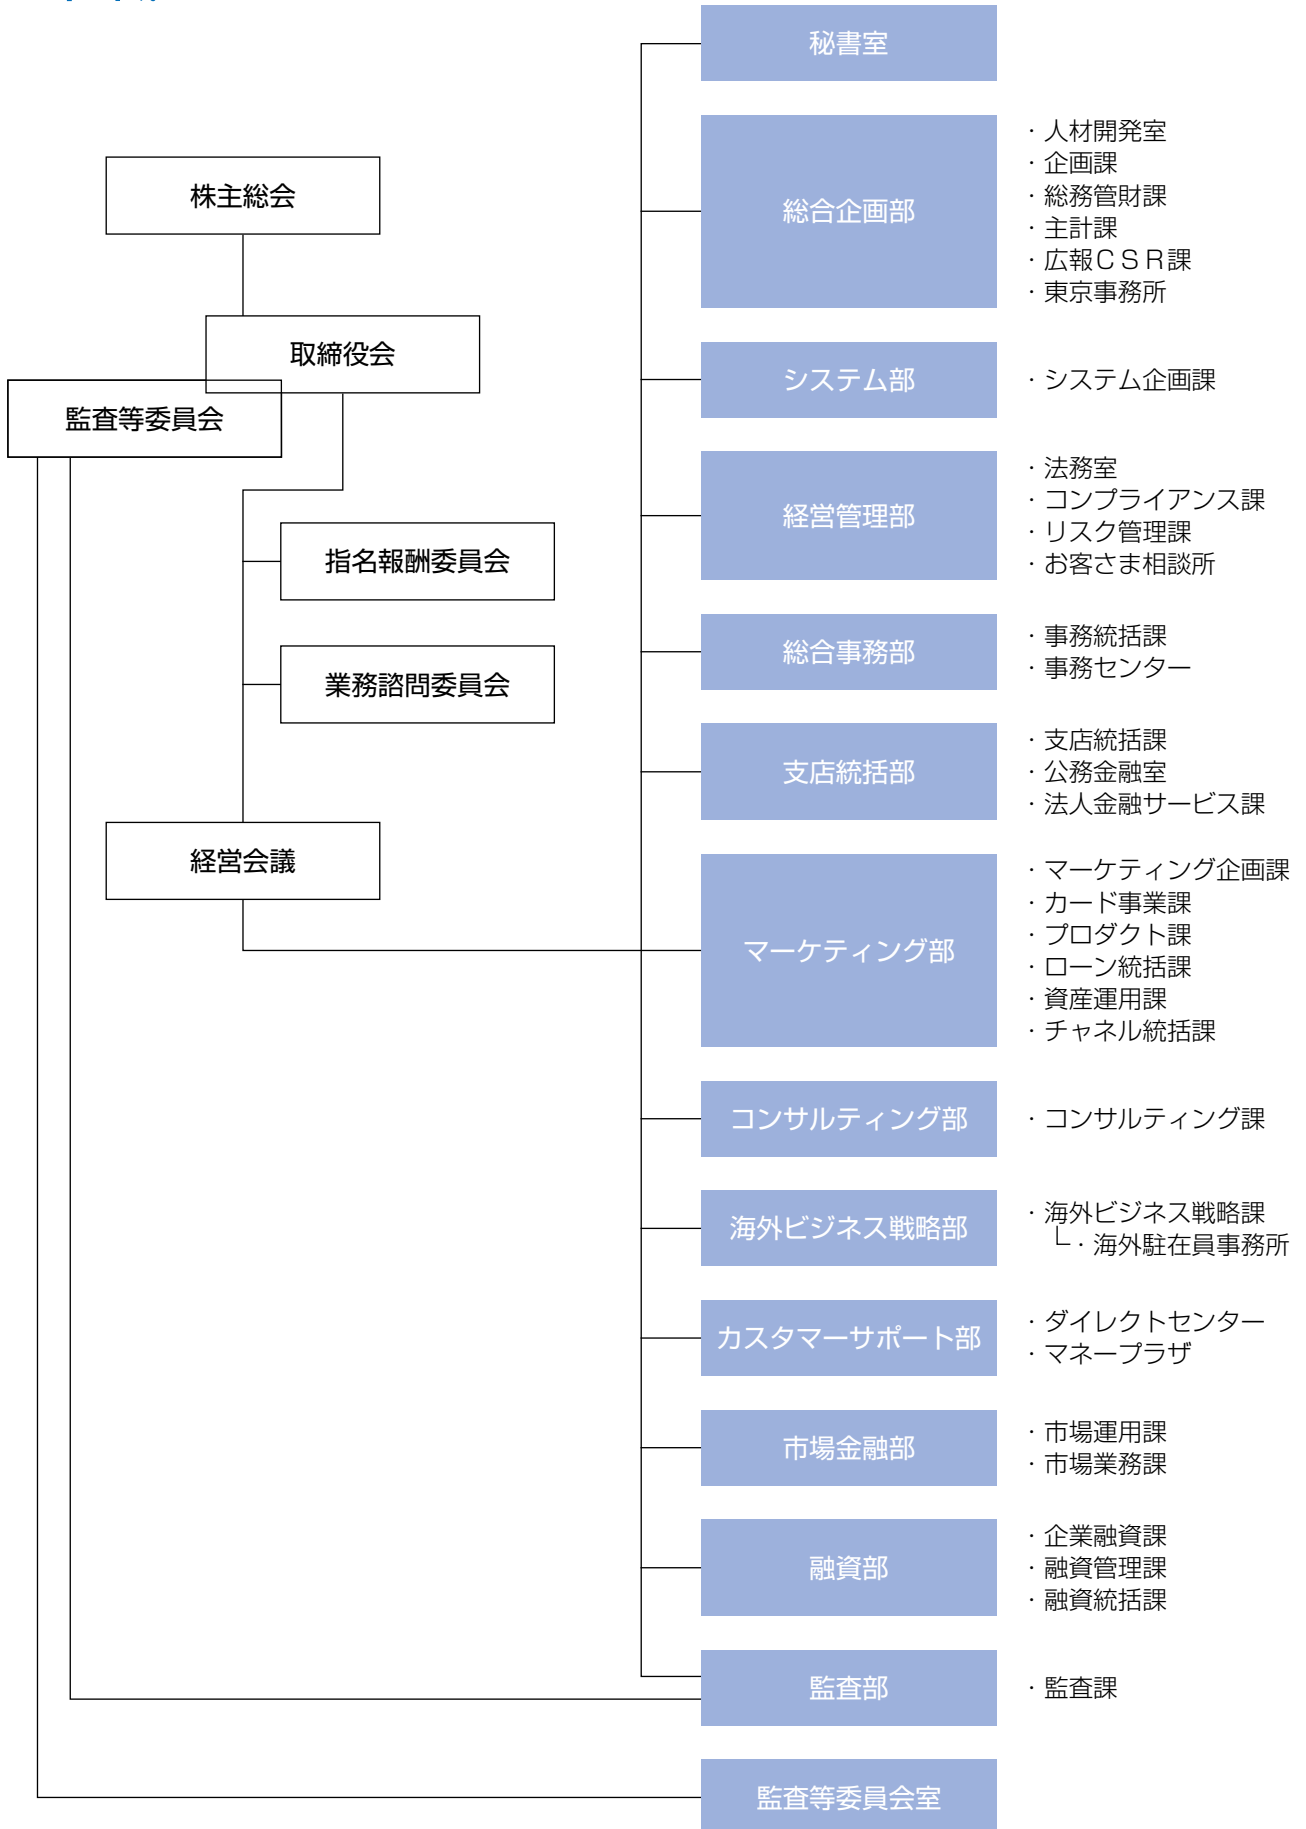 株主総会
取締役会
監査等委員会
指名報酬委員会
業務諮問委員会
経営会議
秘書室
総合企画部
・人材開発室
・企画課
・総務管財課
・主計課
・広報ＣＳＲ課
・東京事務所
システム部
・システム企画課
経営管理部
・法務室
・コンプライアンス課
・リスク管理課
・お客さま相談所
総合事務部
・事務統括課
・事務センター
支店統括部
・支店統括課
・公務金融室
・法人金融サービス課
マーケティング部
・マーケティング企画課
・カード事業課
・プロダクト課
・ローン統括課
・資産運用課
・チャネル統括課
コンサルティング部
・コンサルティング課
海外ビジネス戦略部
・海外ビジネス戦略課
└・海外駐在員事務所
カスタマーサポート部
・ダイレクトセンター
・マネープラザ
市場金融部
・市場運用課
・市場業務課
融資部
・企業融資課
・融資管理課
・融資統括課
監査部
・監査課
監査等委員会室